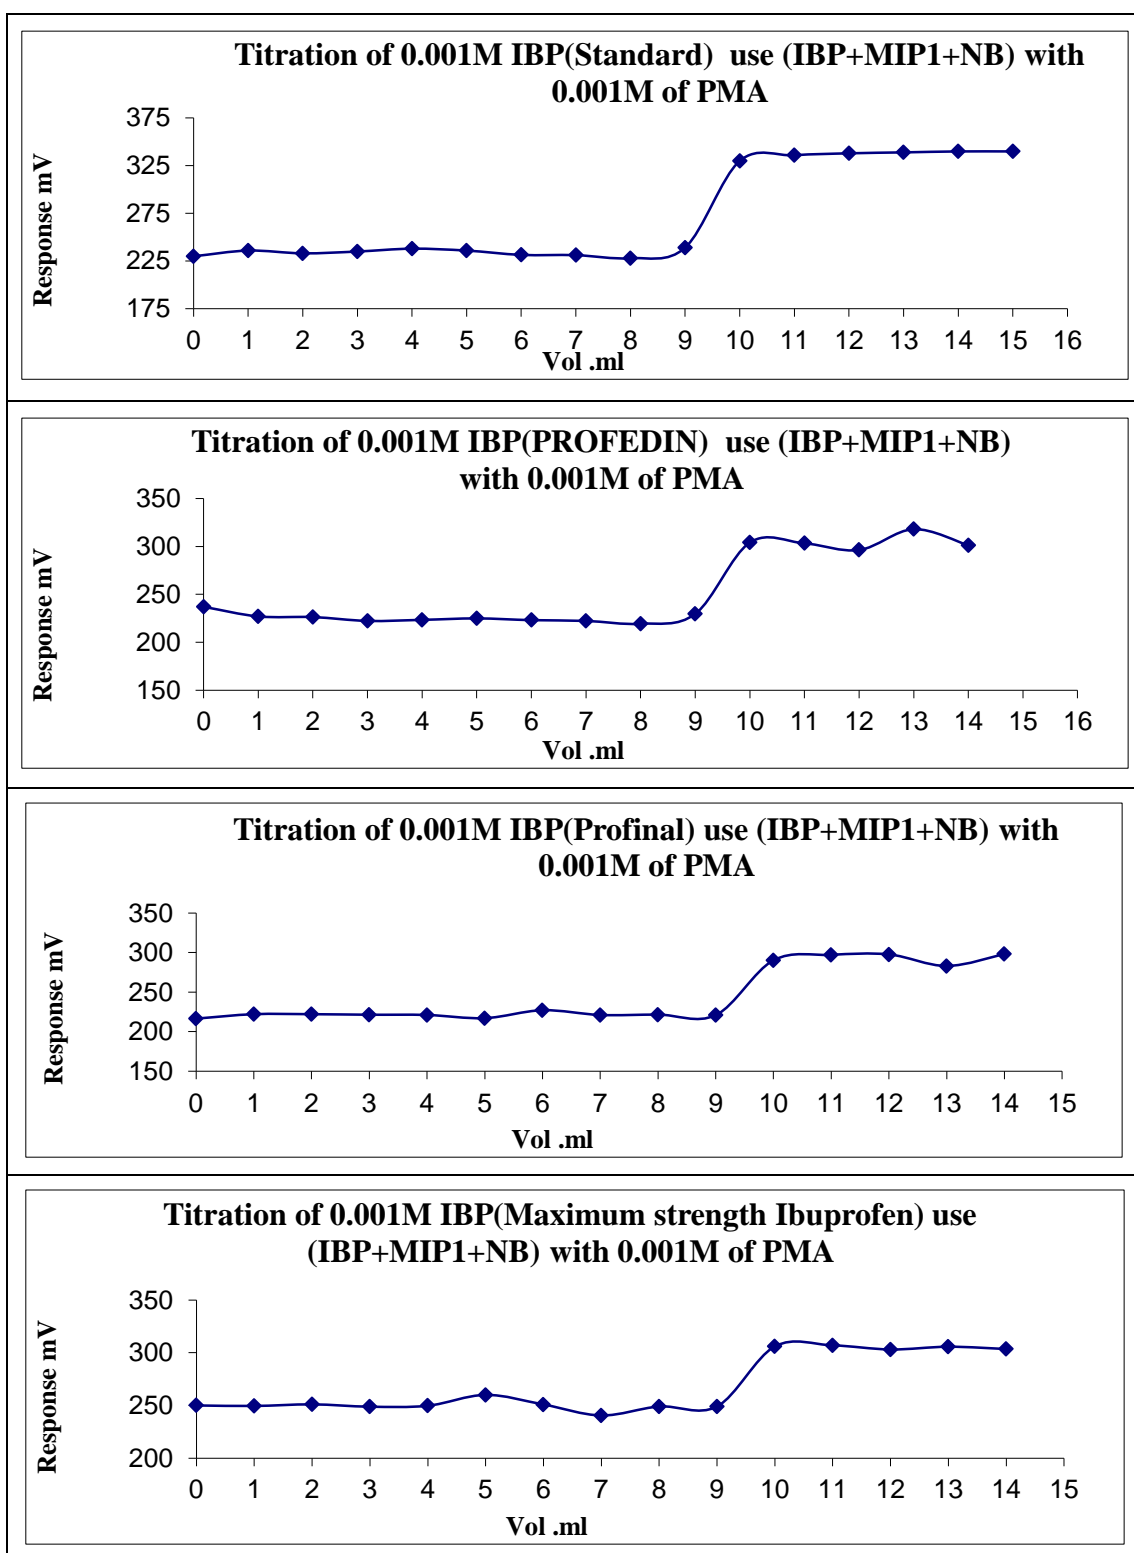 Titration of 0.001M IBP(Standard) use (IBP+MIP1+NB) with
0.001M of PMA
Response mV
375
325
275
225
175
0 1 2 3 4 5 6 7 8 9 10 11 12 13 14 15 16
Vol .ml
Titration of 0.001M IBP(PROFEDIN) use (IBP+MIP1+NB)
with 0.001M of PMA
Response mV
350
300
250
200
150
0 1 2 3 4 5 6 7 8 9 10 11 12 13 14 15 16
Vol .ml
Titration of 0.001M IBP(Profinal) use (IBP+MIP1+NB) with
0.001M of PMA
Response mV
350
300
250
200
150
0 1 2 3 4 5 6 7 8 9 10 11 12 13 14 15
Vol .ml
Titration of 0.001M IBP(Maximum strength Ibuprofen) use
(IBP+MIP1+NB) with 0.001M of PMA
Response mV
350
300
250
200
0 1 2 3 4 5 6 7 8 9 10 11 12 13 14 15
Vol .ml